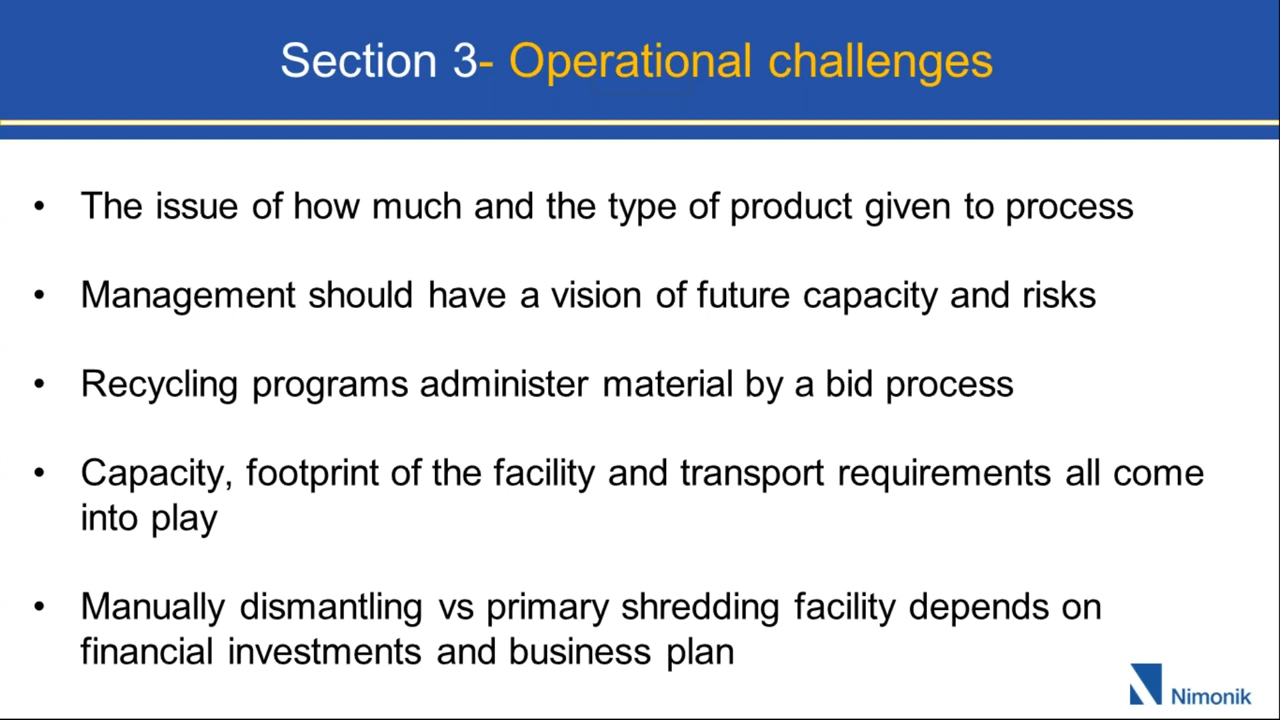 Section 3- Operational challenges
• The issue of how much and the type of product given to process
• Management should have a vision of future capacity and risks
• Recycling programs administer material by a bid process
• Capacity, footprint of the facility and transport requirements all come
into play
• Manually dismantling vs primary shredding facility depends on
financial investments and business plan
Nimonik